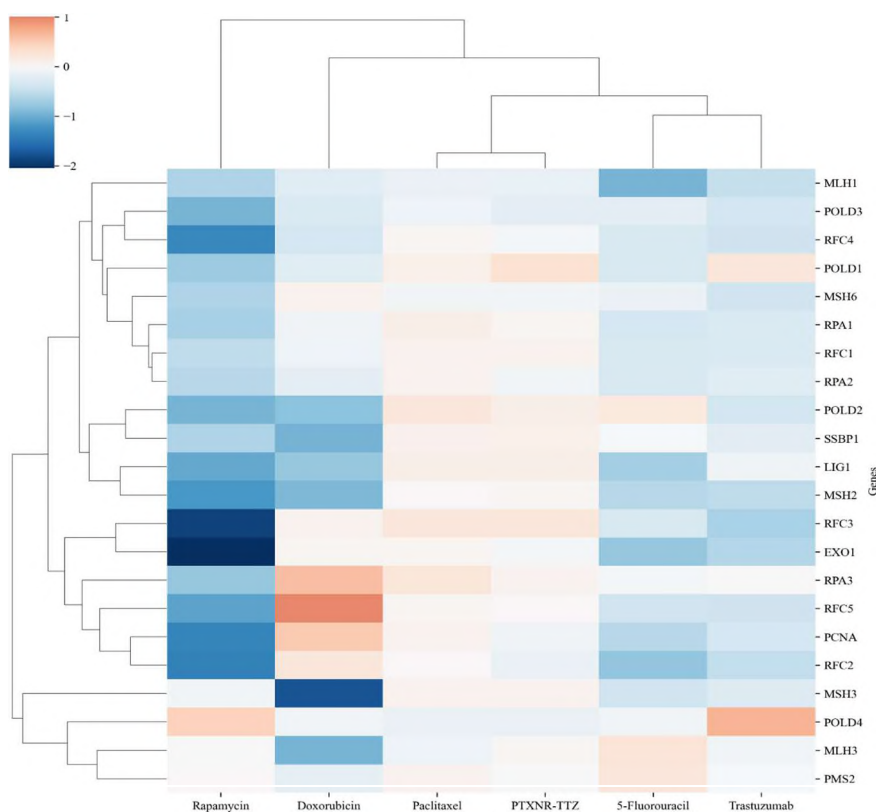 1
0
−1
−2
MLH1
POLD3
RFC4
POLD1
MSH6
RPA1
RFC1
RPA2
POLD2
SSBP1
LIG1
MSH2
RFC3
EXO1
RPA3
RFC5
PCNA
RFC2
MSH3
POLD4
MLH3
PMS2
Genes
Rapamycin Doxorubicin Paclitaxel PTXNR-TTZ 5-Fluorouracil Trastuzumab